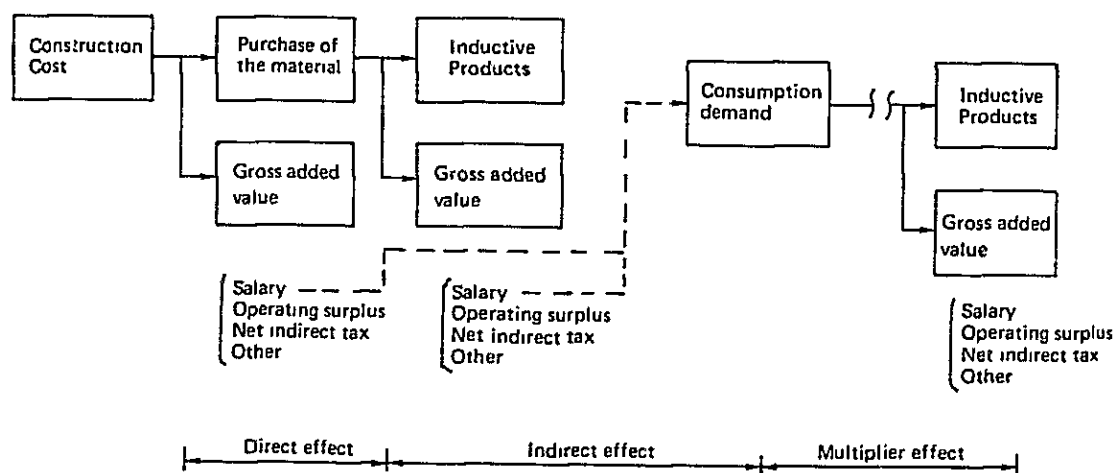 Construction
Cost
Purchase of
the material
Inductive
Products
Consumption
demand
Inductive
Products
Gross added
value
Gross added
value
Gross added
value
Salary
Operating surplus
Net indirect tax
Other
Salary
Operating surplus
Net indirect tax
Other
Salary
Operating surplus
Net indirect tax
Other
Direct effect
Indirect effect
Multiplier effect